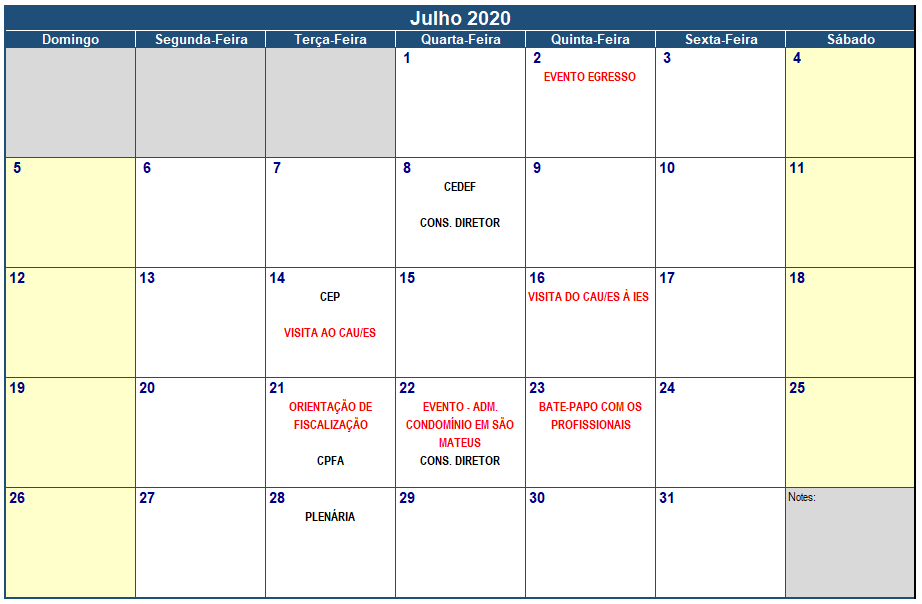 Julho 2020
Domingo Segunda-Feira Terça-Feira Quarta-Feira Quinta-Feira Sexta-Feira Sábado
1 2 3 4
EVENTO EGRESSO
5 6 7 8 9 10 11
CEDEF
CONS. DIRETOR
12 13 14 15 16 17 18
CEP VISITA DO CAU/ES À IES
VISITA AO CAU/ES
19 20 21 22 23 24 25
ORIENTAÇÃO DE EVENTO - ADM. BATE-PAPO COM OS
FISCALIZAÇÃO CONDOMÍNIO EM SÃO PROFISSIONAIS
MATEUS
CPFA CONS. DIRETOR
26 27 28 29 30 31 Notes:
PLENÁRIA